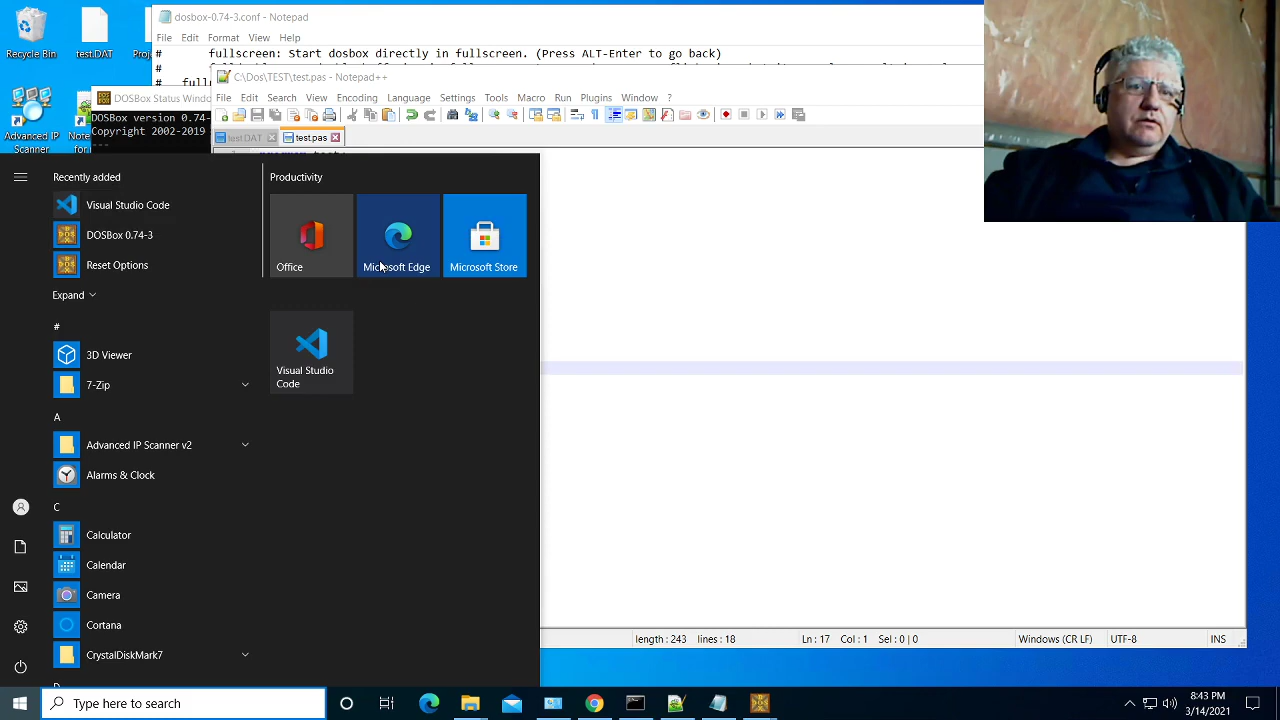 dosbox-0.74-3.conf - Notepad
File Edit Format View Help
# fullscreen: Start dosbox directly in fullscreen. (Press ALT-Enter to go back)
Recycle Bin
test.DAT
C:\Dos\TEST\test.pas - Notepad++
File Edit Search View Encoding Language Settings Tools Macro Run Plugins Window ?
DOSBox Status Windo
DOSBox version 0.74-
Copyright 2002-2019
Advanced IP
Scanner
test DAT
test.pas
Recently added
Visual Studio Code
DOSBox 0.74-3
Reset Options
Expand
#
3D Viewer
7-Zip
A
Advanced IP Scanner v2
Alarms & Clock
C
Calculator
Calendar
Camera
Cortana
CrystalDiskMark7
Productivity
Office
Microsoft Edge
Microsoft Store
Visual Studio
Code
length : 243 lines : 18
Ln : 17 Col : 1 Sel : 0 | 0
Windows (CR LF)
UTF-8
INS
Type here to search
8:43 PM
3/14/2021